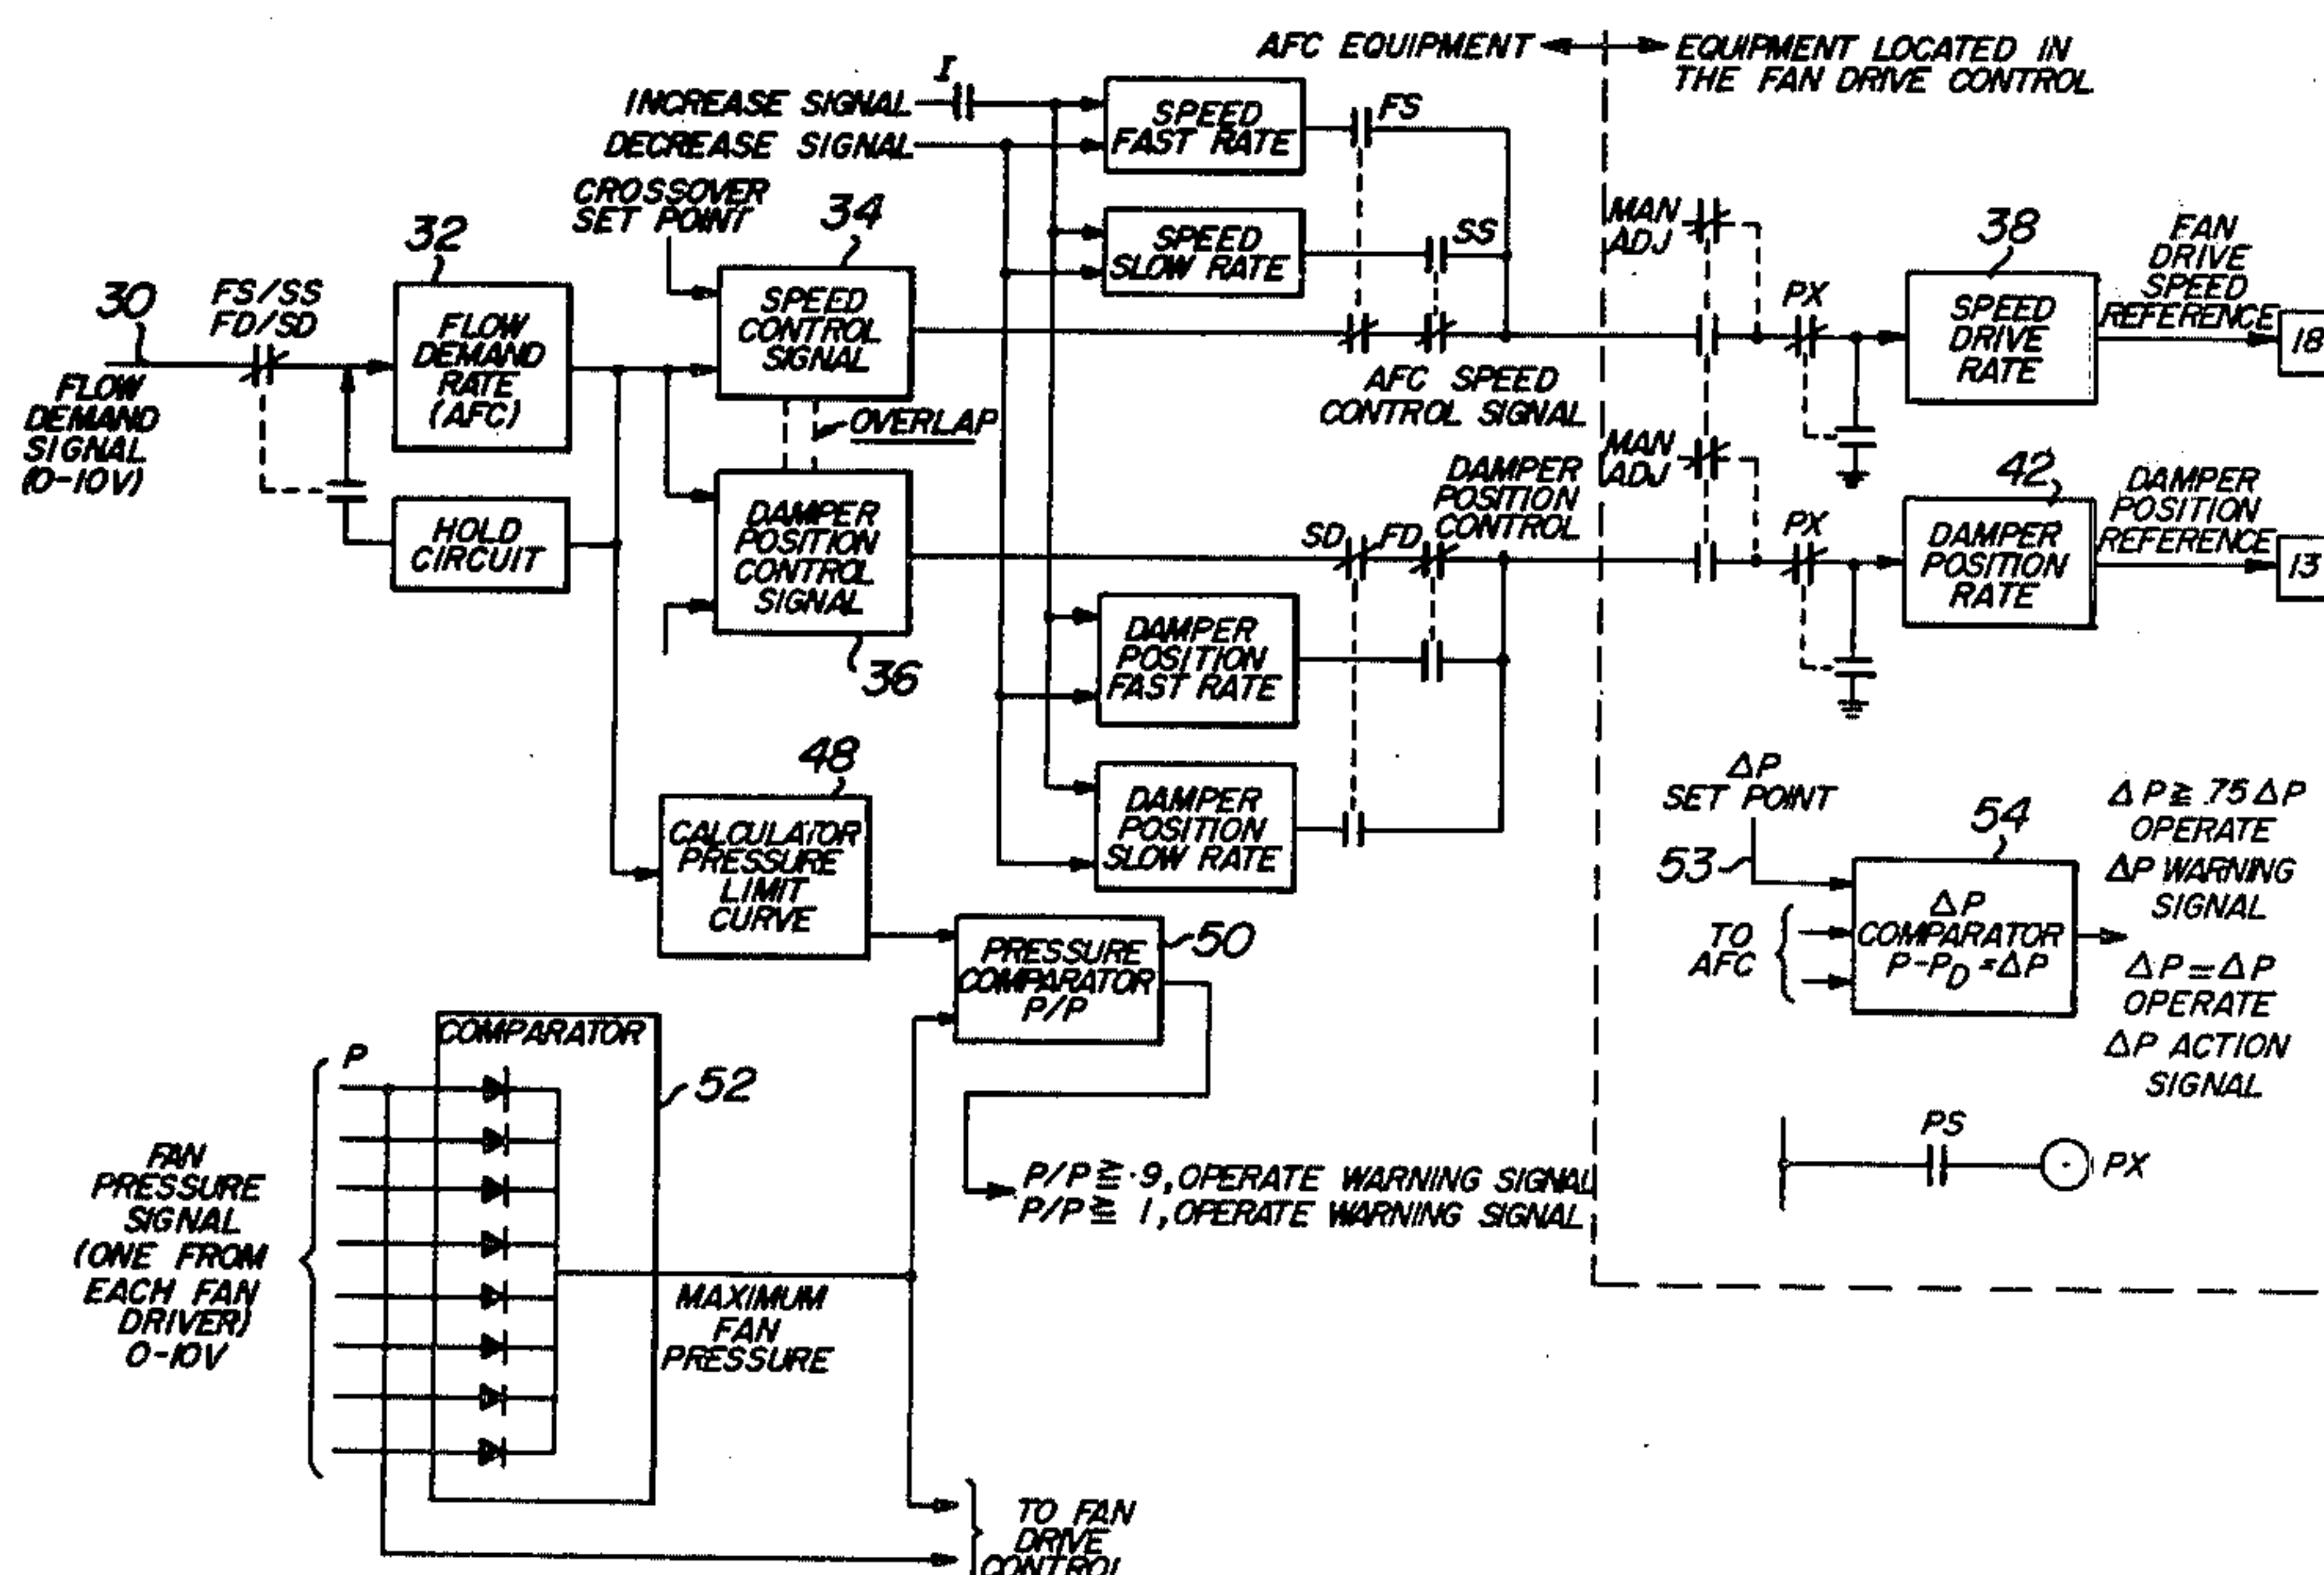 AFC EQUIPMENT
EQUIPMENT LOCATED IN
THE FAN DRIVE CONTROL
INCREASE SIGNAL
I
DECREASE SIGNAL
SPEED
FAST RATE
FS
CROSSOVER
SET POINT
34
SPEED
SLOW RATE
SS
MAN
ADJ
38
FAN
DRIVE
SPEED
REFERENCE
30
FS/SS
FD/SD
32
FLOW
DEMAND
RATE
(AFC)
SPEED
CONTROL
SIGNAL
PX
SPEED
DRIVE
RATE
18
FLOW
DEMAND
SIGNAL
(0-10V)
OVERLAP
AFC SPEED
CONTROL SIGNAL
HOLD
CIRCUIT
DAMPER
POSITION
CONTROL
SIGNAL
36
SD
FD
DAMPER
POSITION
CONTROL
MAN
ADJ
PX
42
DAMPER
POSITION
RATE
DAMPER
POSITION
REFERENCE
13
DAMPER
POSITION
FAST RATE
DAMPER
POSITION
SLOW RATE
48
CALCULATOR
PRESSURE
LIMIT
CURVE
50
PRESSURE
COMPARATOR
P/P
ΔP
SET POINT
53
54
TO
AFC
ΔP
COMPARATOR
P-PD=ΔP
ΔP ≧ .75 ΔP
OPERATE
ΔP WARNING
SIGNAL
ΔP=ΔP
OPERATE
ΔP ACTION
SIGNAL
PS
PX
P
COMPARATOR
52
FAN
PRESSURE
SIGNAL
(ONE FROM
EACH FAN
DRIVER)
0-10V
MAXIMUM
FAN
PRESSURE
P/P ≧ .9, OPERATE WARNING SIGNAL
P/P ≧ 1, OPERATE WARNING SIGNAL
TO FAN
DRIVE
CONTROL